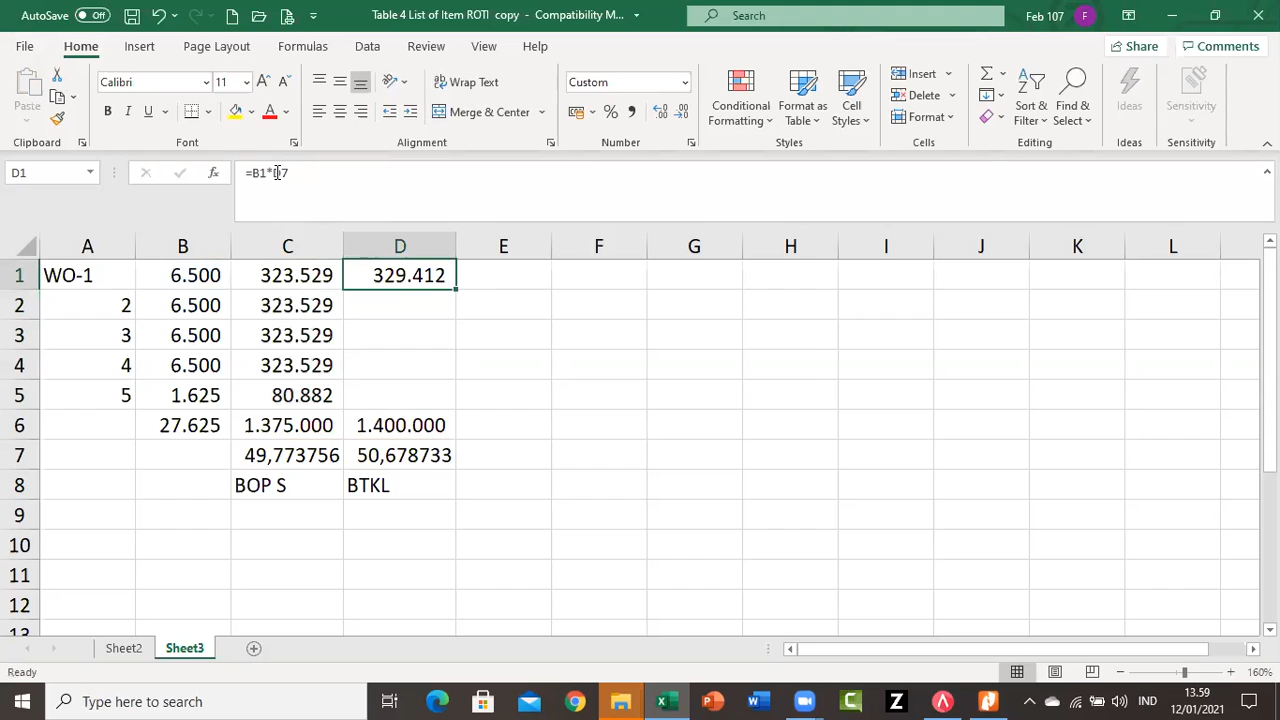 AutoSave Off Table 4 List of Item ROTI copy - Compatibility M... Search Feb 107 F
File Home Insert Page Layout Formulas Data Review View Help Share Comments
Paste Calibri 11 A A Wrap Text Custom Conditional Formatting Format as Table Cell Styles Insert Sort & Filter Find & Select Ideas Sensitivity
B I U A Merge & Center % , Delete
Format
Clipboard Font Alignment Number Styles Cells Editing Ideas Sensitivity
D1 fx =B1*D7
A B C D E F G H I J K L
1 WO-1 6.500 323.529 329.412
2 2 6.500 323.529
3 3 6.500 323.529
4 4 6.500 323.529
5 5 1.625 80.882
6 27.625 1.375.000 1.400.000
7 49,773756 50,678733
8 BOP S BTKL
9
10
11
12
13
Sheet2 Sheet3
Ready 160%
Type here to search IND 13.59
12/01/2021